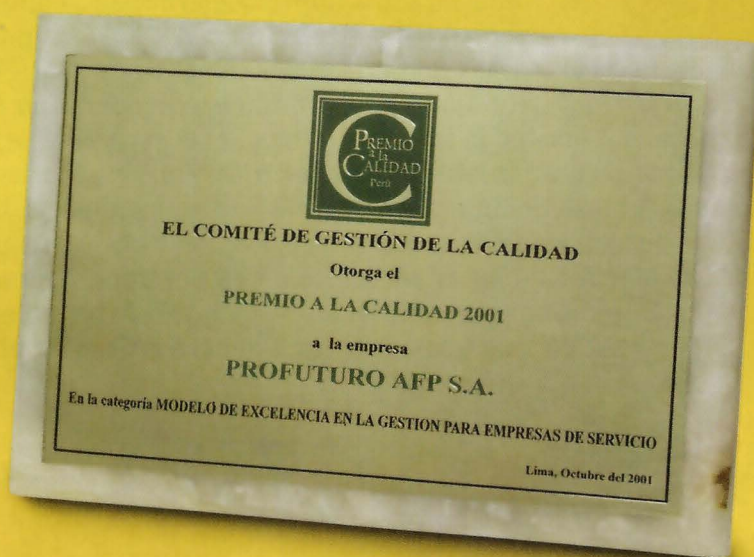 PREMIO
a la
CALIDAD
Perú
EL COMITÉ DE GESTIÓN DE LA CALIDAD
Otorga el
PREMIO A LA CALIDAD 2001
a la empresa
PROFUTURO AFP S.A.
En la categoria MODELO DE EXCELENCIA EN LA GESTION PARA EMPRESAS DE SERVICIO
Lima, Octubre del 2001